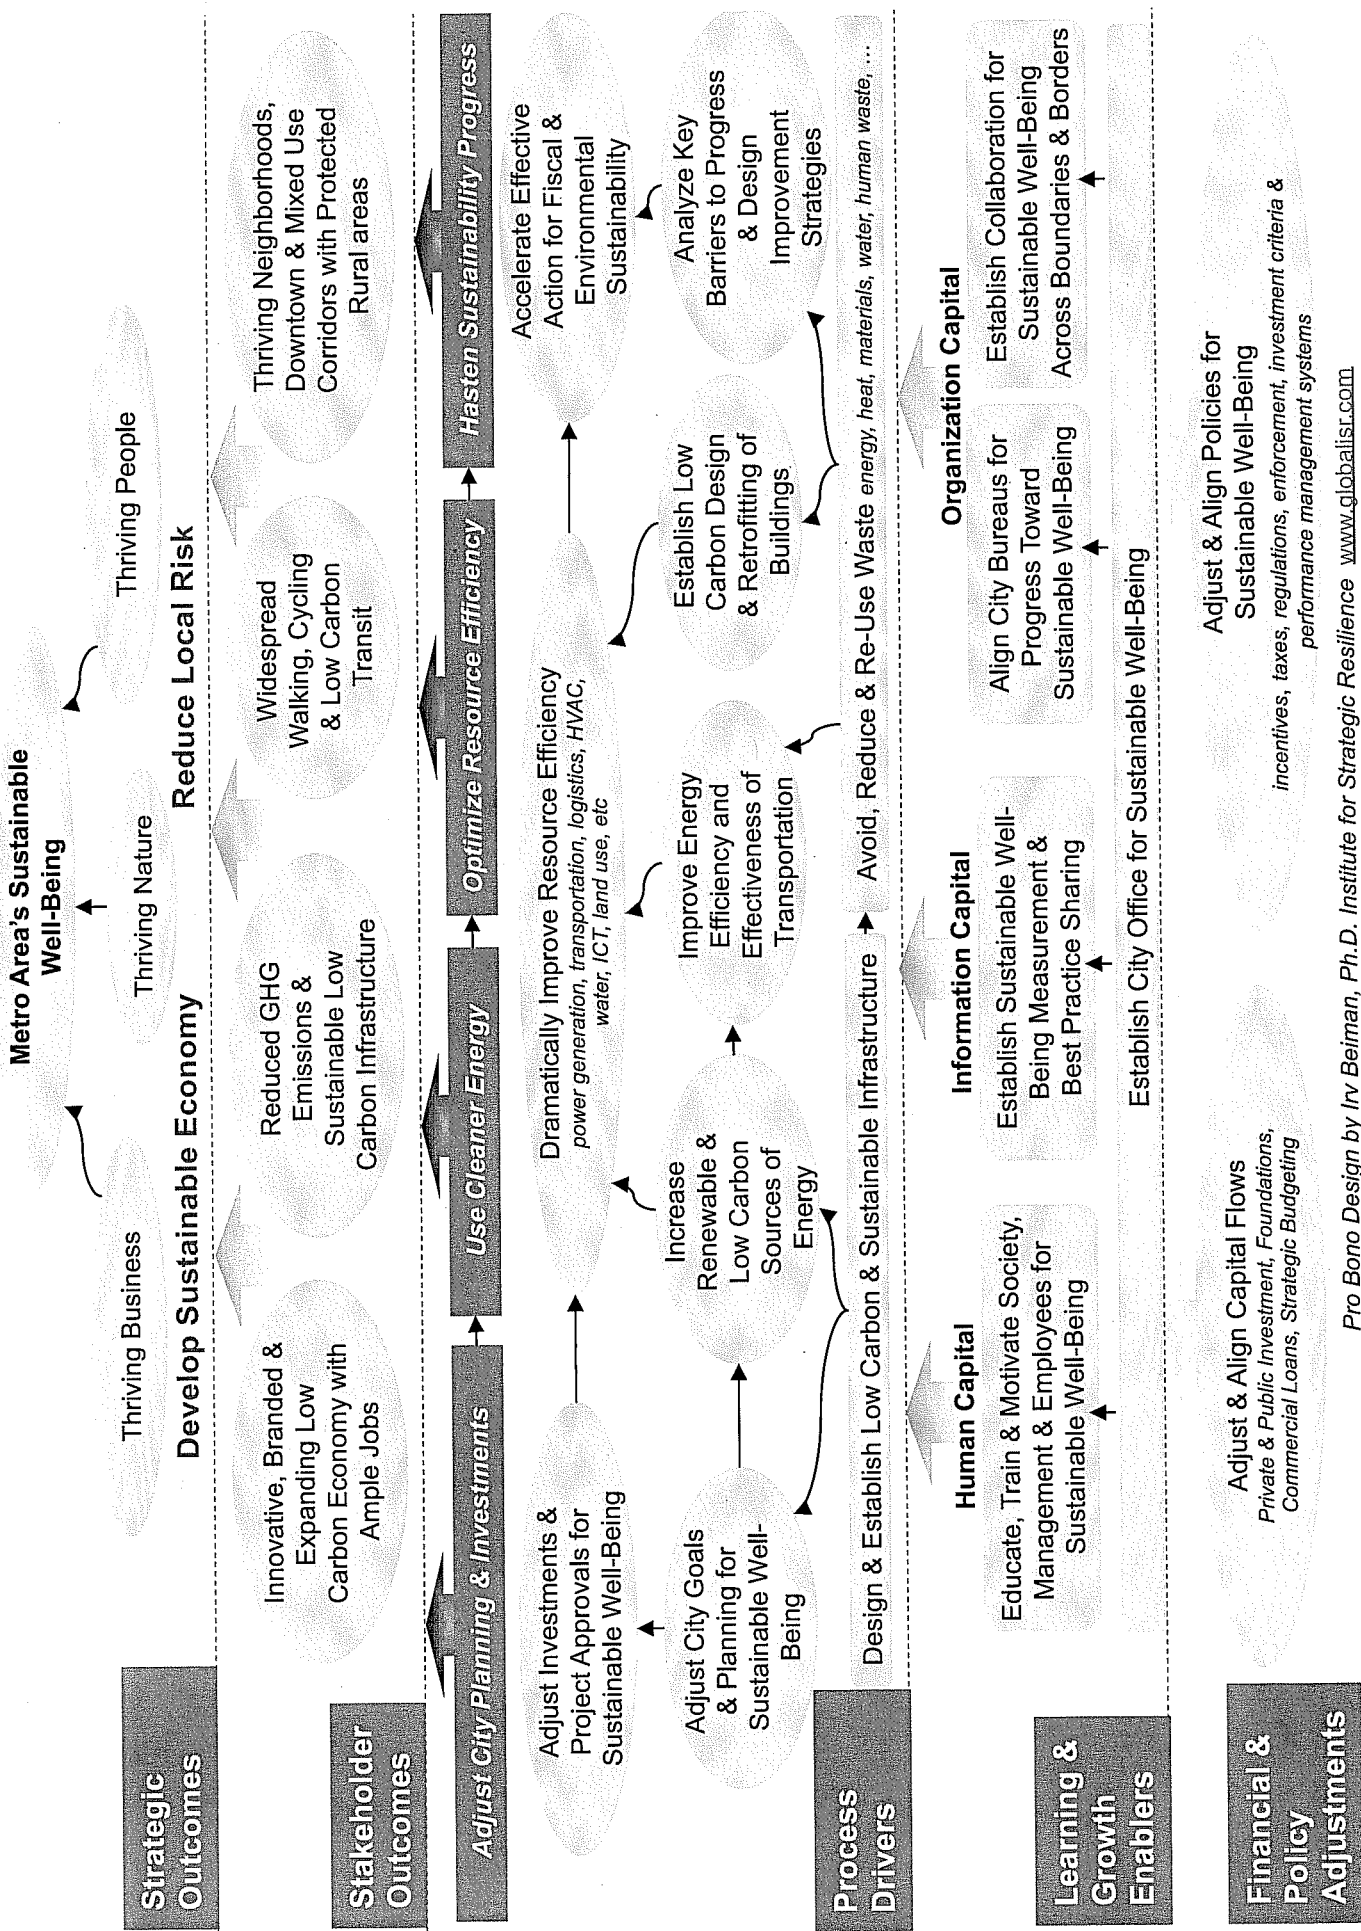 Metro Area's Sustainable
Well-Being
Thriving Business
Thriving Nature
Thriving People
Strategic
Outcomes
Develop Sustainable Economy
Reduce Local Risk
Stakeholder
Outcomes
Innovative, Branded &
Expanding Low
Carbon Economy with
Ample Jobs
Reduced GHG
Emissions &
Sustainable Low
Carbon Infrastructure
Widespread
Walking, Cycling
& Low Carbon
Transit
Thriving Neighborhoods,
Downtown & Mixed Use
Corridors with Protected
Rural areas
Adjust City Planning & Investments
Use Cleaner Energy
Optimize Resource Efficiency
Hasten Sustainability Progress
Adjust Investments &
Project Approvals for
Sustainable Well-Being
Dramatically Improve Resource Efficiency
power generation, transportation, logistics, HVAC,
water, ICT, land use, etc
Accelerate Effective
Action for Fiscal &
Environmental
Sustainability
Adjust City Goals
& Planning for
Sustainable Well-
Being
Increase
Renewable &
Low Carbon
Sources of
Energy
Improve Energy
Efficiency and
Effectiveness of
Transportation
Establish Low
Carbon Design
& Retrofitting of
Buildings
Analyze Key
Barriers to Progress
& Design
Improvement
Strategies
Process
Drivers
Design & Establish Low Carbon & Sustainable Infrastructure
Avoid, Reduce & Re-Use Waste energy, heat, materials, water, human waste, ...
Human Capital
Information Capital
Organization Capital
Learning &
Growth
Enablers
Educate, Train & Motivate Society,
Management & Employees for
Sustainable Well-Being
Establish Sustainable Well-
Being Measurement &
Best Practice Sharing
Align City Bureaus for
Progress Toward
Sustainable Well-Being
Establish Collaboration for
Sustainable Well-Being
Across Boundaries & Borders
Establish City Office for Sustainable Well-Being
Financial &
Policy
Adjustments
Adjust & Align Capital Flows
Private & Public Investment, Foundations,
Commercial Loans, Strategic Budgeting
Adjust & Align Policies for
Sustainable Well-Being
incentives, taxes, regulations, enforcement, investment criteria &
performance management systems
Pro Bono Design by Irv Beiman, Ph.D. Institute for Strategic Resilience www.globalisr.com